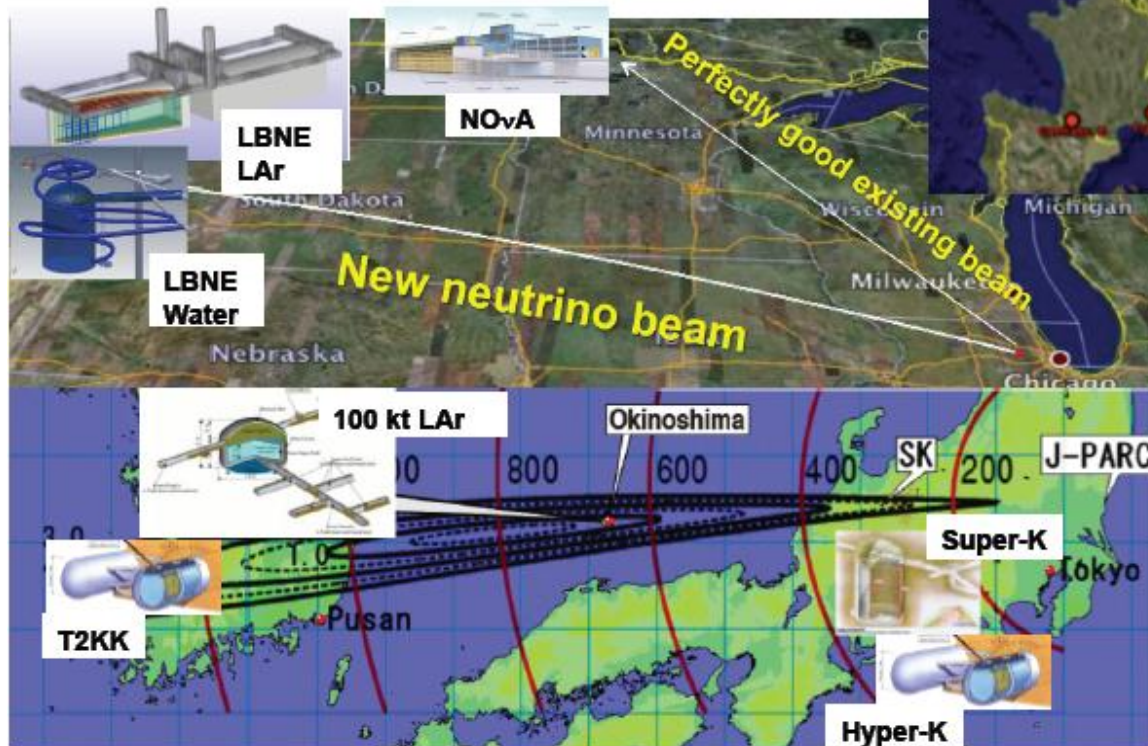 LBNE
LAr
NOνA
Minnesota
Perfectly good existing beam
LBNE
Water
South Dakota
Wisconsin
Michigan
Milwaukee
New neutrino beam
Nebraska
Chicago
100 kt LAr
Okinoshima
800
600
400
SK
200
J-PARC
1.0
Super-K
Tokyo
T2KK
Pusan
Hyper-K